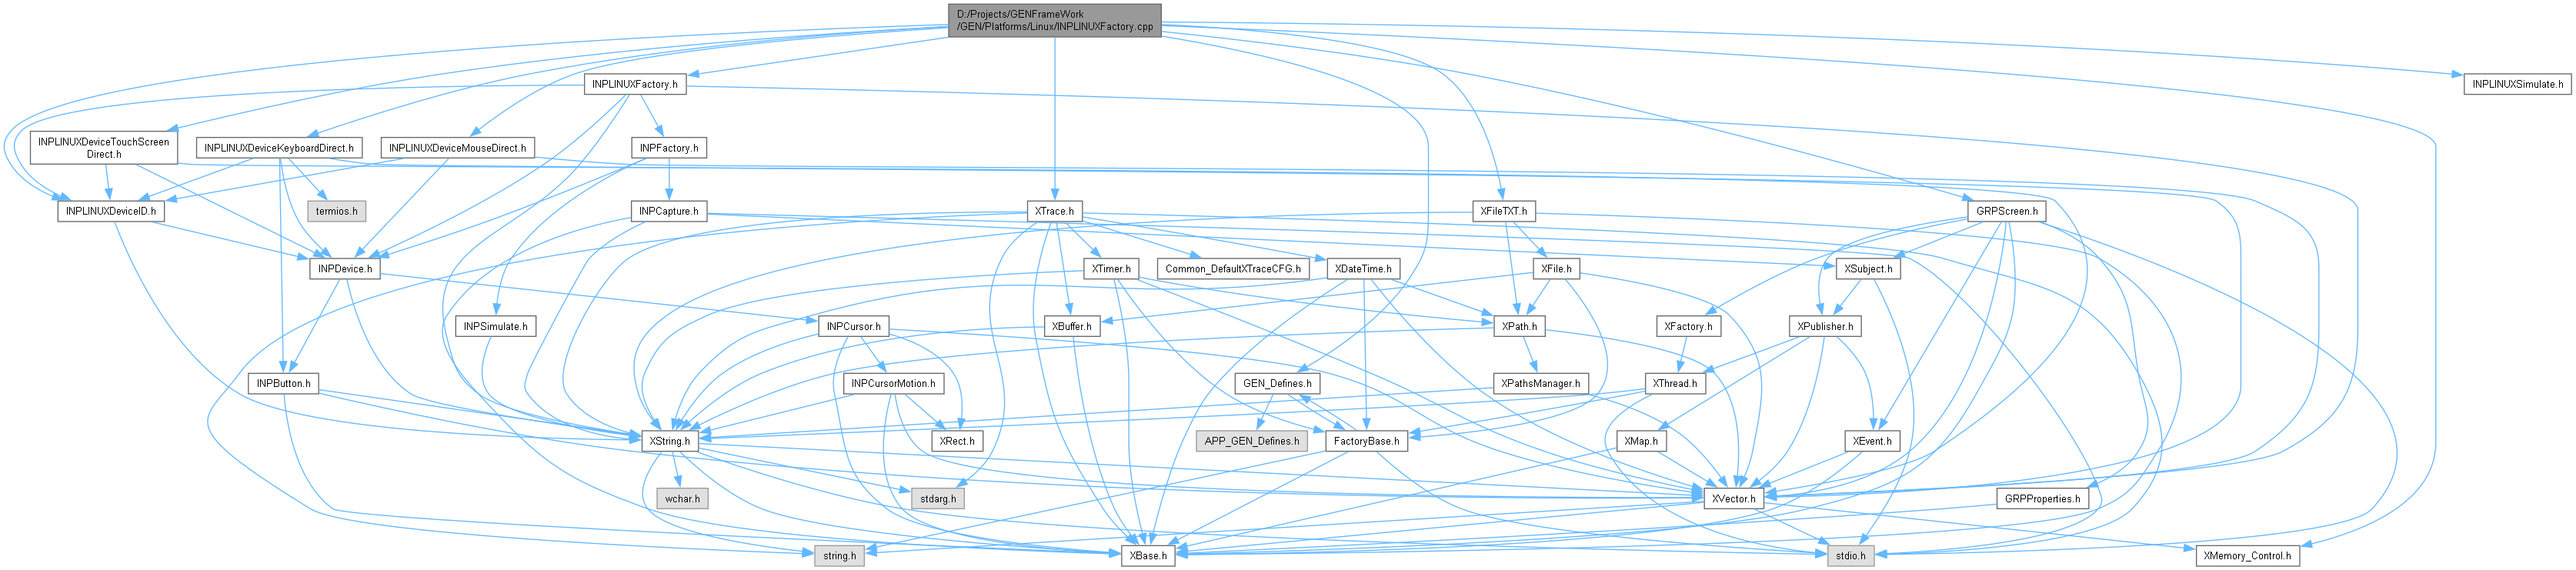 D:/Projects/GENFrameWork
/GEN/Platforms/Linux/INPLINUXFactory.cpp
INPLINUXFactory.h
INPLINUXSimulate.h
INPLINUXDeviceTouchScreen
Direct.h
INPLINUXDeviceKeyboardDirect.h
INPLINUXDeviceMouseDirect.h
INPFactory.h
INPLINUXDeviceID.h
termios.h
INPCapture.h
XTrace.h
XFileTXT.h
GRPScreen.h
INPDevice.h
XTimer.h
Common_DefaultXTraceCFG.h
XDateTime.h
XFile.h
XSubject.h
INPSimulate.h
INPCursor.h
XBuffer.h
XPath.h
XFactory.h
XPublisher.h
INPButton.h
INPCursorMotion.h
GEN_Defines.h
XPathsManager.h
XThread.h
XString.h
XRect.h
APP_GEN_Defines.h
FactoryBase.h
XMap.h
XEvent.h
wchar.h
stdarg.h
XVector.h
GRPProperties.h
string.h
XBase.h
stdio.h
XMemory_Control.h